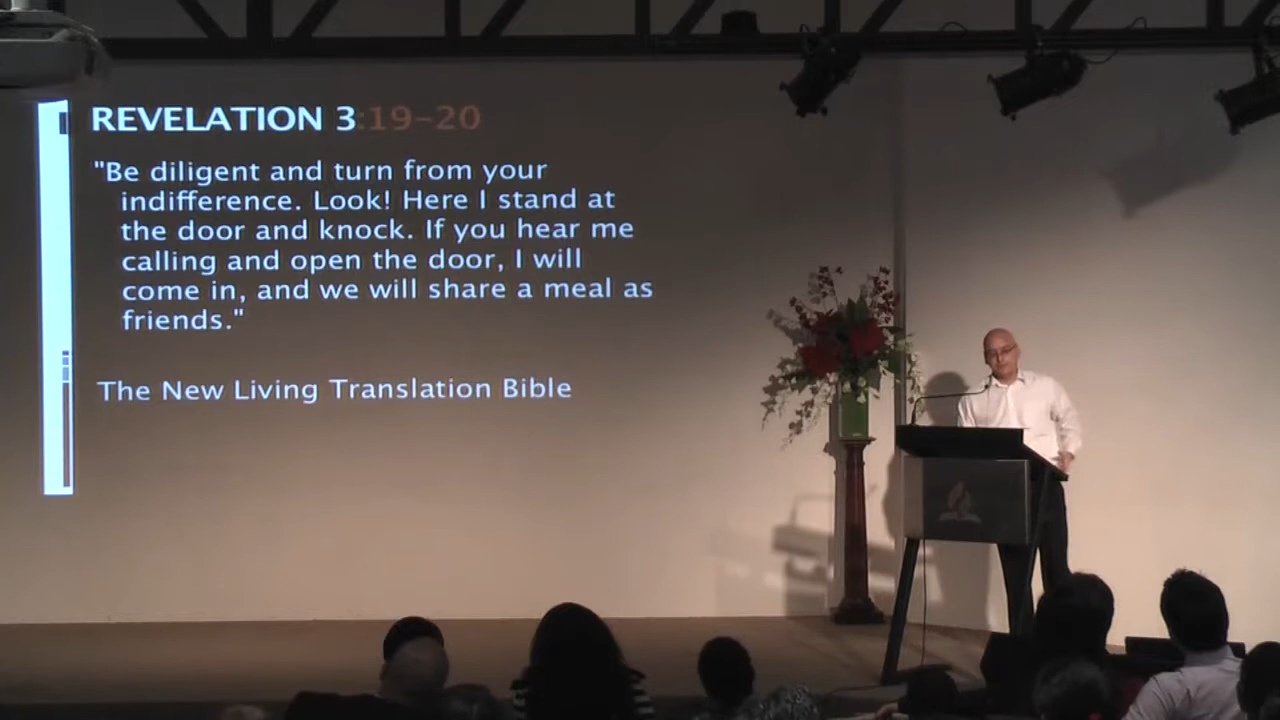 REVELATION 3:19-20
"Be diligent and turn from your
indifference. Look! Here I stand at
the door and knock. If you hear me
calling and open the door, I will
come in, and we will share a meal as
friends."
The New Living Translation Bible